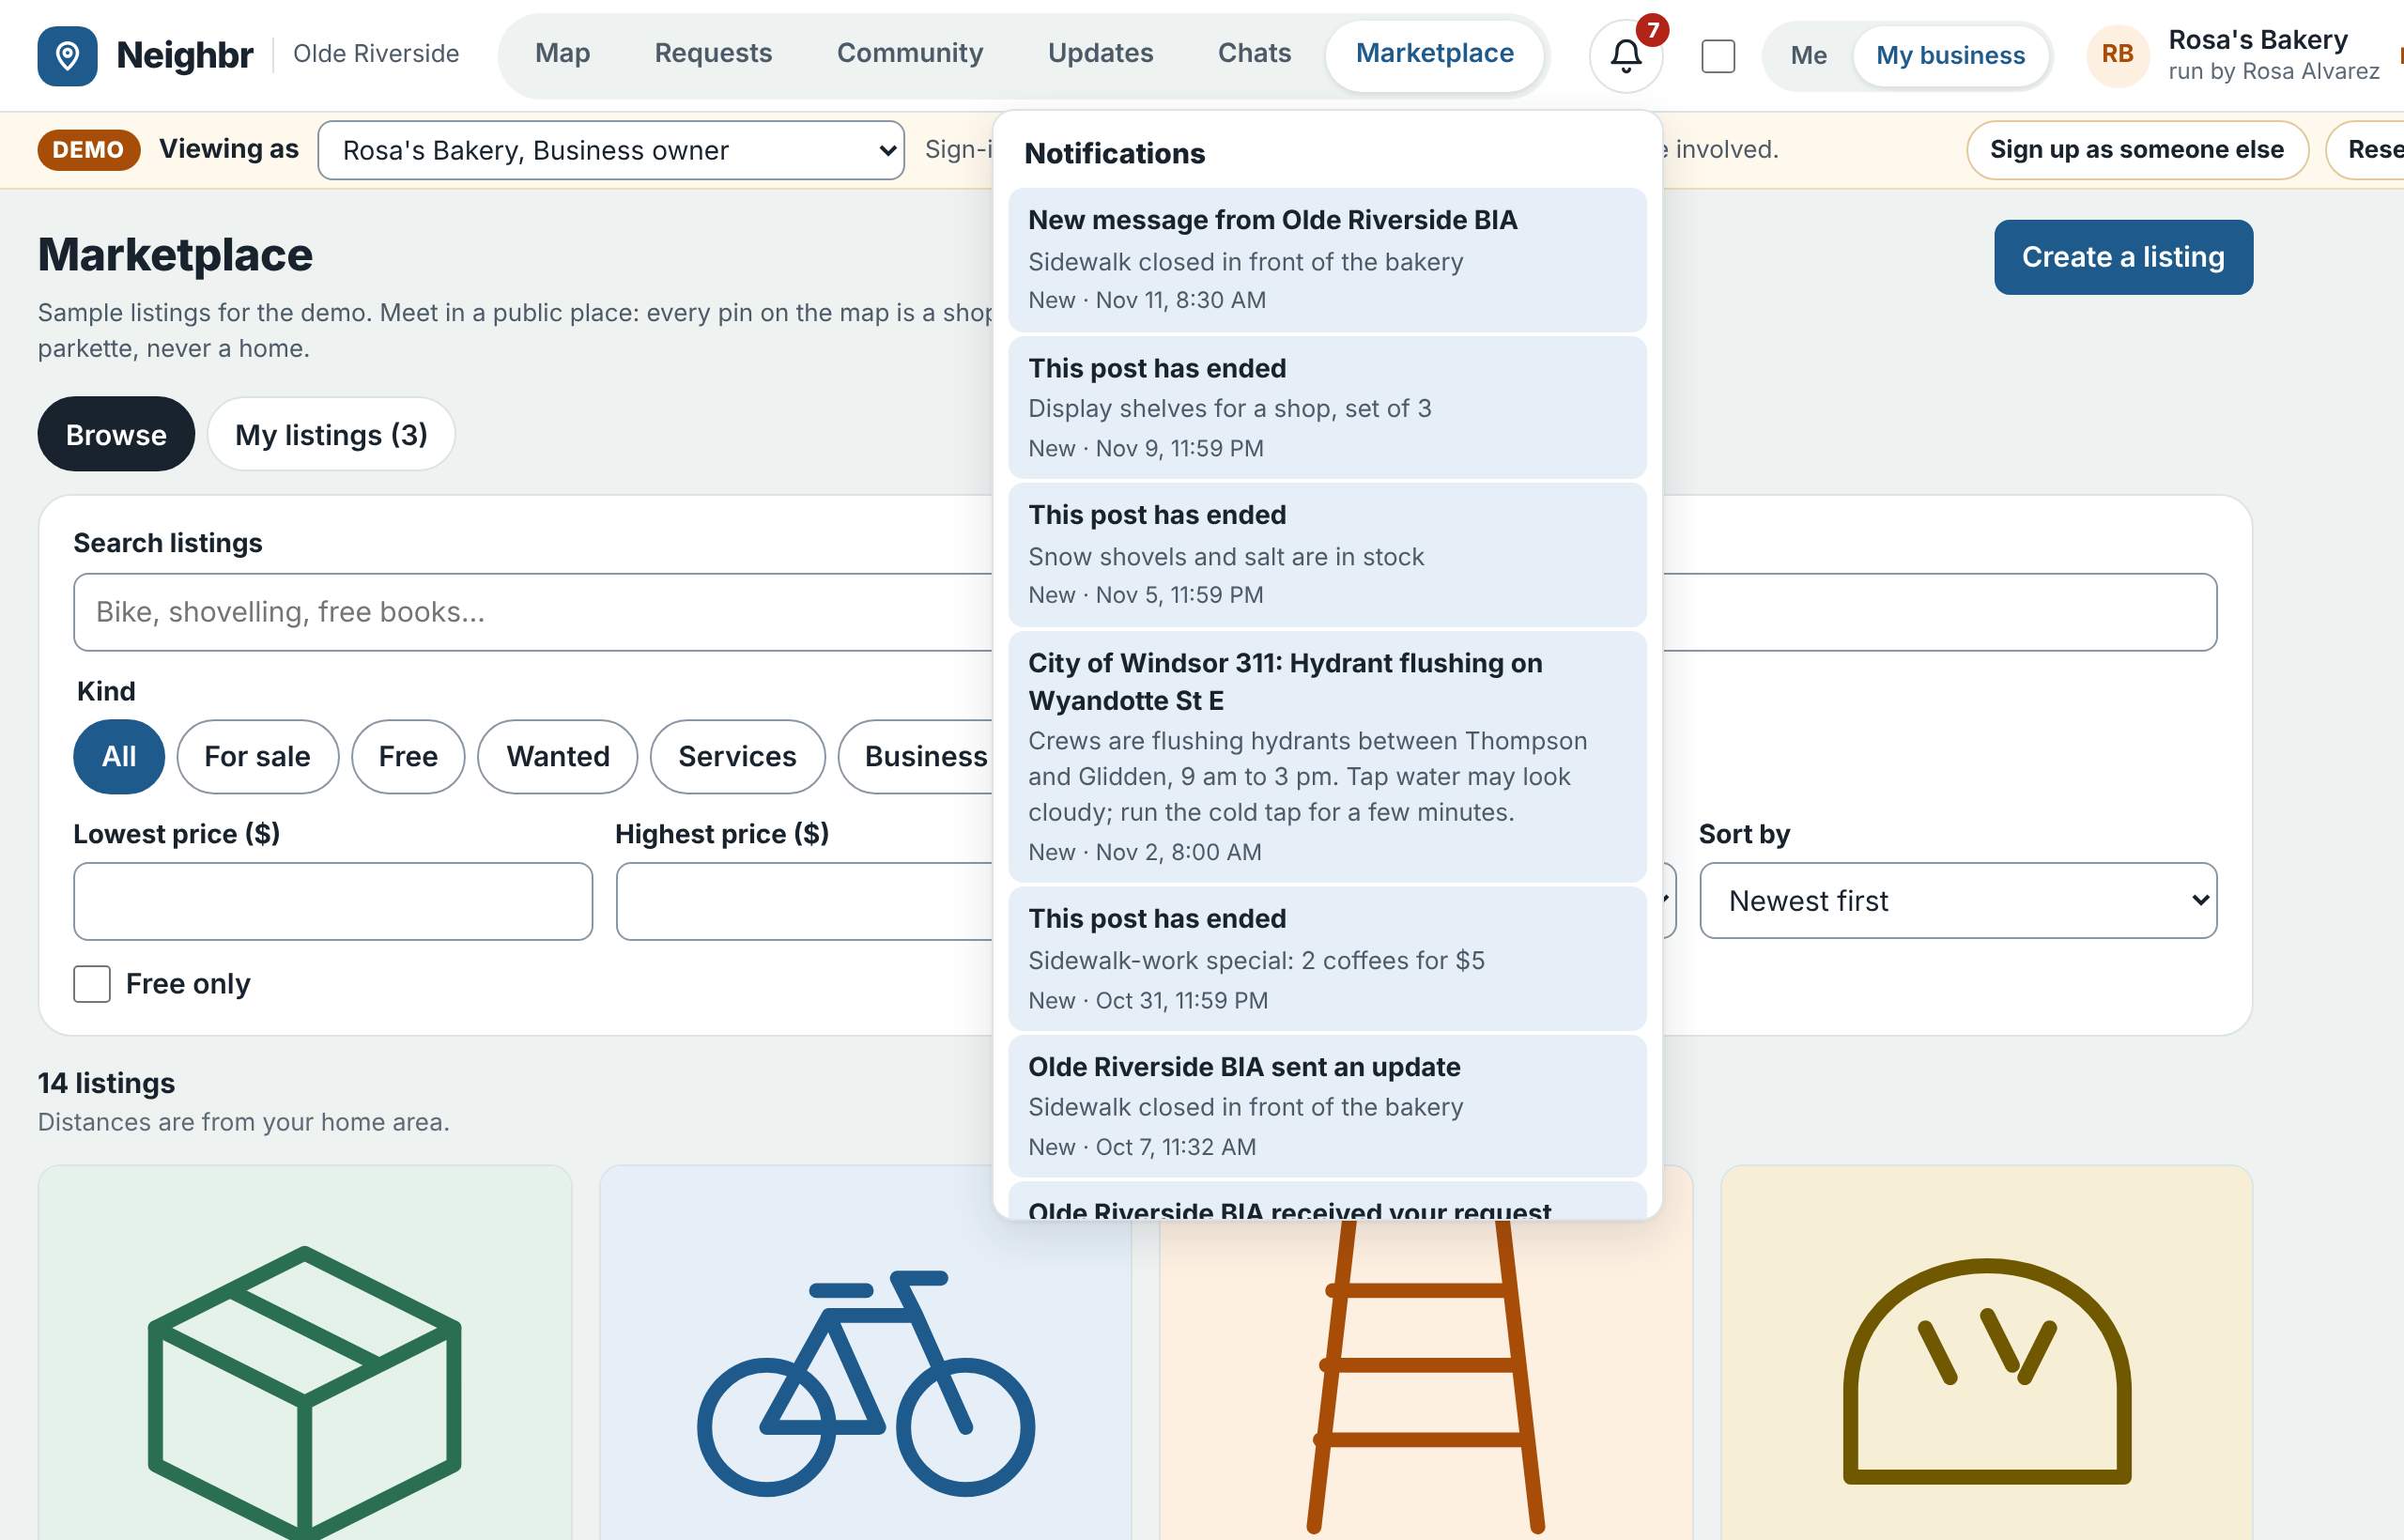 Neighbr
Olde Riverside
Map
Requests
Community
Updates
Chats
Marketplace
7
Me
My business
RB
Rosa's Bakery
run by Rosa Alvarez
DEMO
Viewing as
Rosa's Bakery, Business owner
involved.
Sign up as someone else
Marketplace
Create a listing
Sample listings for the demo. Meet in a public place: every pin on the map is a
parkette, never a home.
Browse
My listings (3)
Search listings
Bike, shovelling, free books...
Kind
All
For sale
Free
Wanted
Services
Business
Lowest price ($)
Highest price ($)
Sort by
Newest first
Free only
14 listings
Distances are from your home area.
Notifications
New message from Olde Riverside BIA
Sidewalk closed in front of the bakery
New · Nov 11, 8:30 AM
This post has ended
Display shelves for a shop, set of 3
New · Nov 9, 11:59 PM
This post has ended
Snow shovels and salt are in stock
New · Nov 5, 11:59 PM
City of Windsor 311: Hydrant flushing on
Wyandotte St E
Crews are flushing hydrants between Thompson
and Glidden, 9 am to 3 pm. Tap water may look
cloudy; run the cold tap for a few minutes.
New · Nov 2, 8:00 AM
This post has ended
Sidewalk-work special: 2 coffees for $5
New · Oct 31, 11:59 PM
Olde Riverside BIA sent an update
Sidewalk closed in front of the bakery
New · Oct 7, 11:32 AM
Olde Riverside BIA received your request